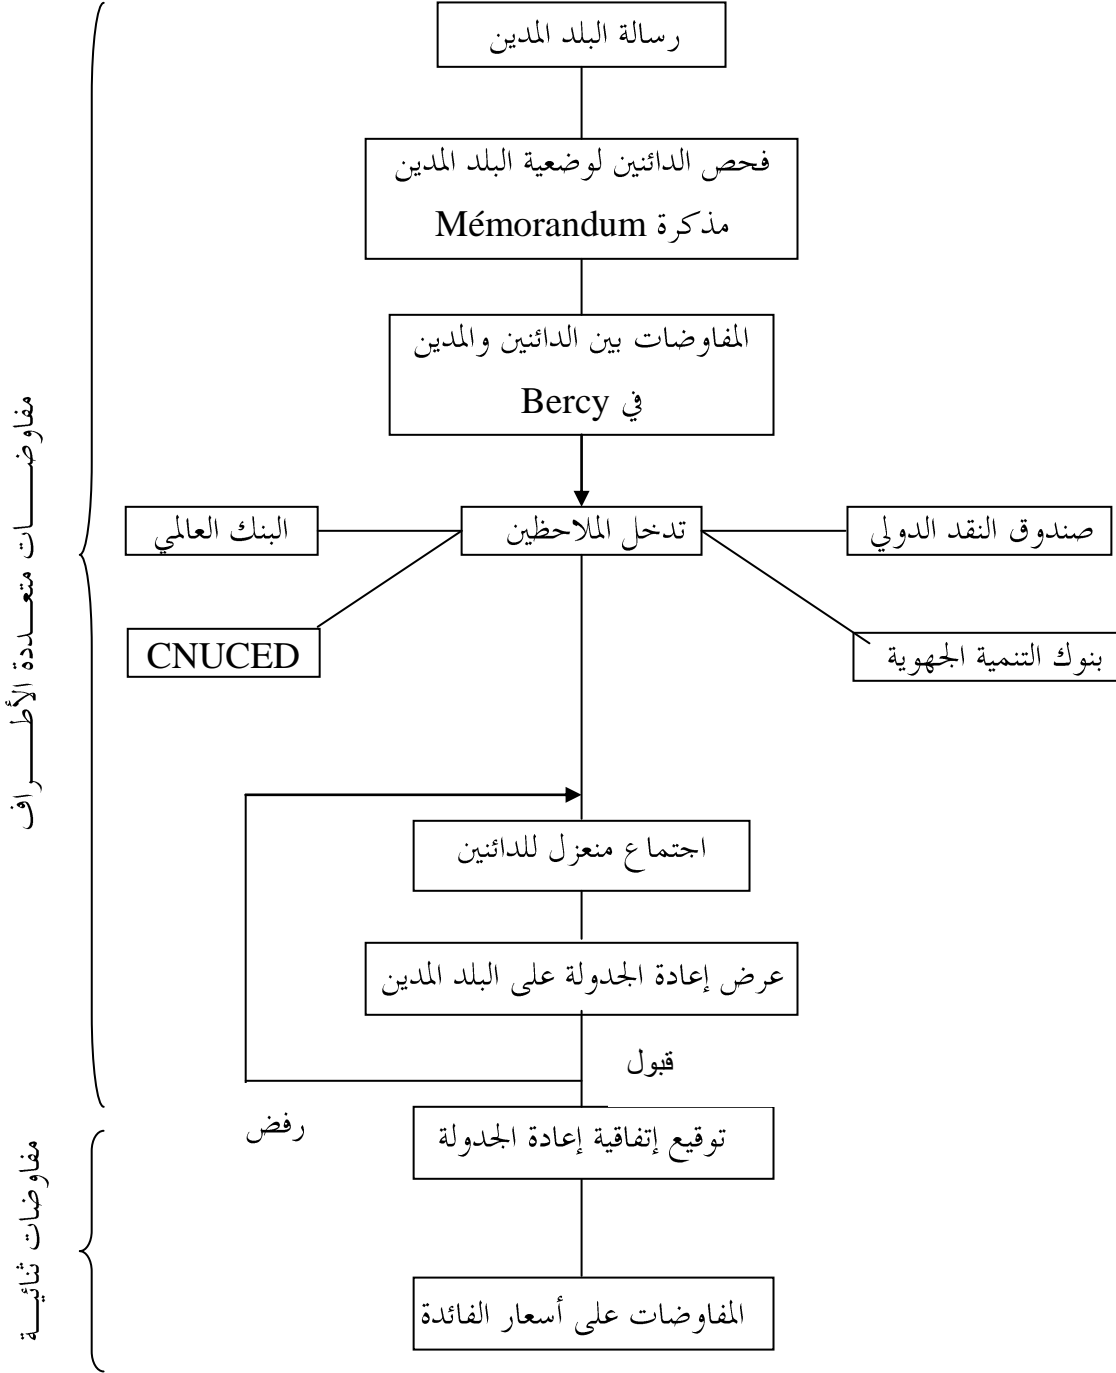 رسالة البلد المدين
فحص الدائنين لوضعية البلد المدين
مذكرة Mémorandum
المفاوضات بين الدائنين والمدين
في Bercy
صندوق النقد الدولي
تدخل الملاحظين
البنك العالمي
بنوك التنمية الجهوية
CNUCED
مفاوضـــــات متعـــددة الأطـــــراف
اجتماع منعزل للدائنين
عرض إعادة الجدولة على البلد المدين
قبول
رفض
توقيع إتفاقية إعادة الجدولة
مفاوضات ثنائيـــة
المفاوضات على أسعار الفائدة